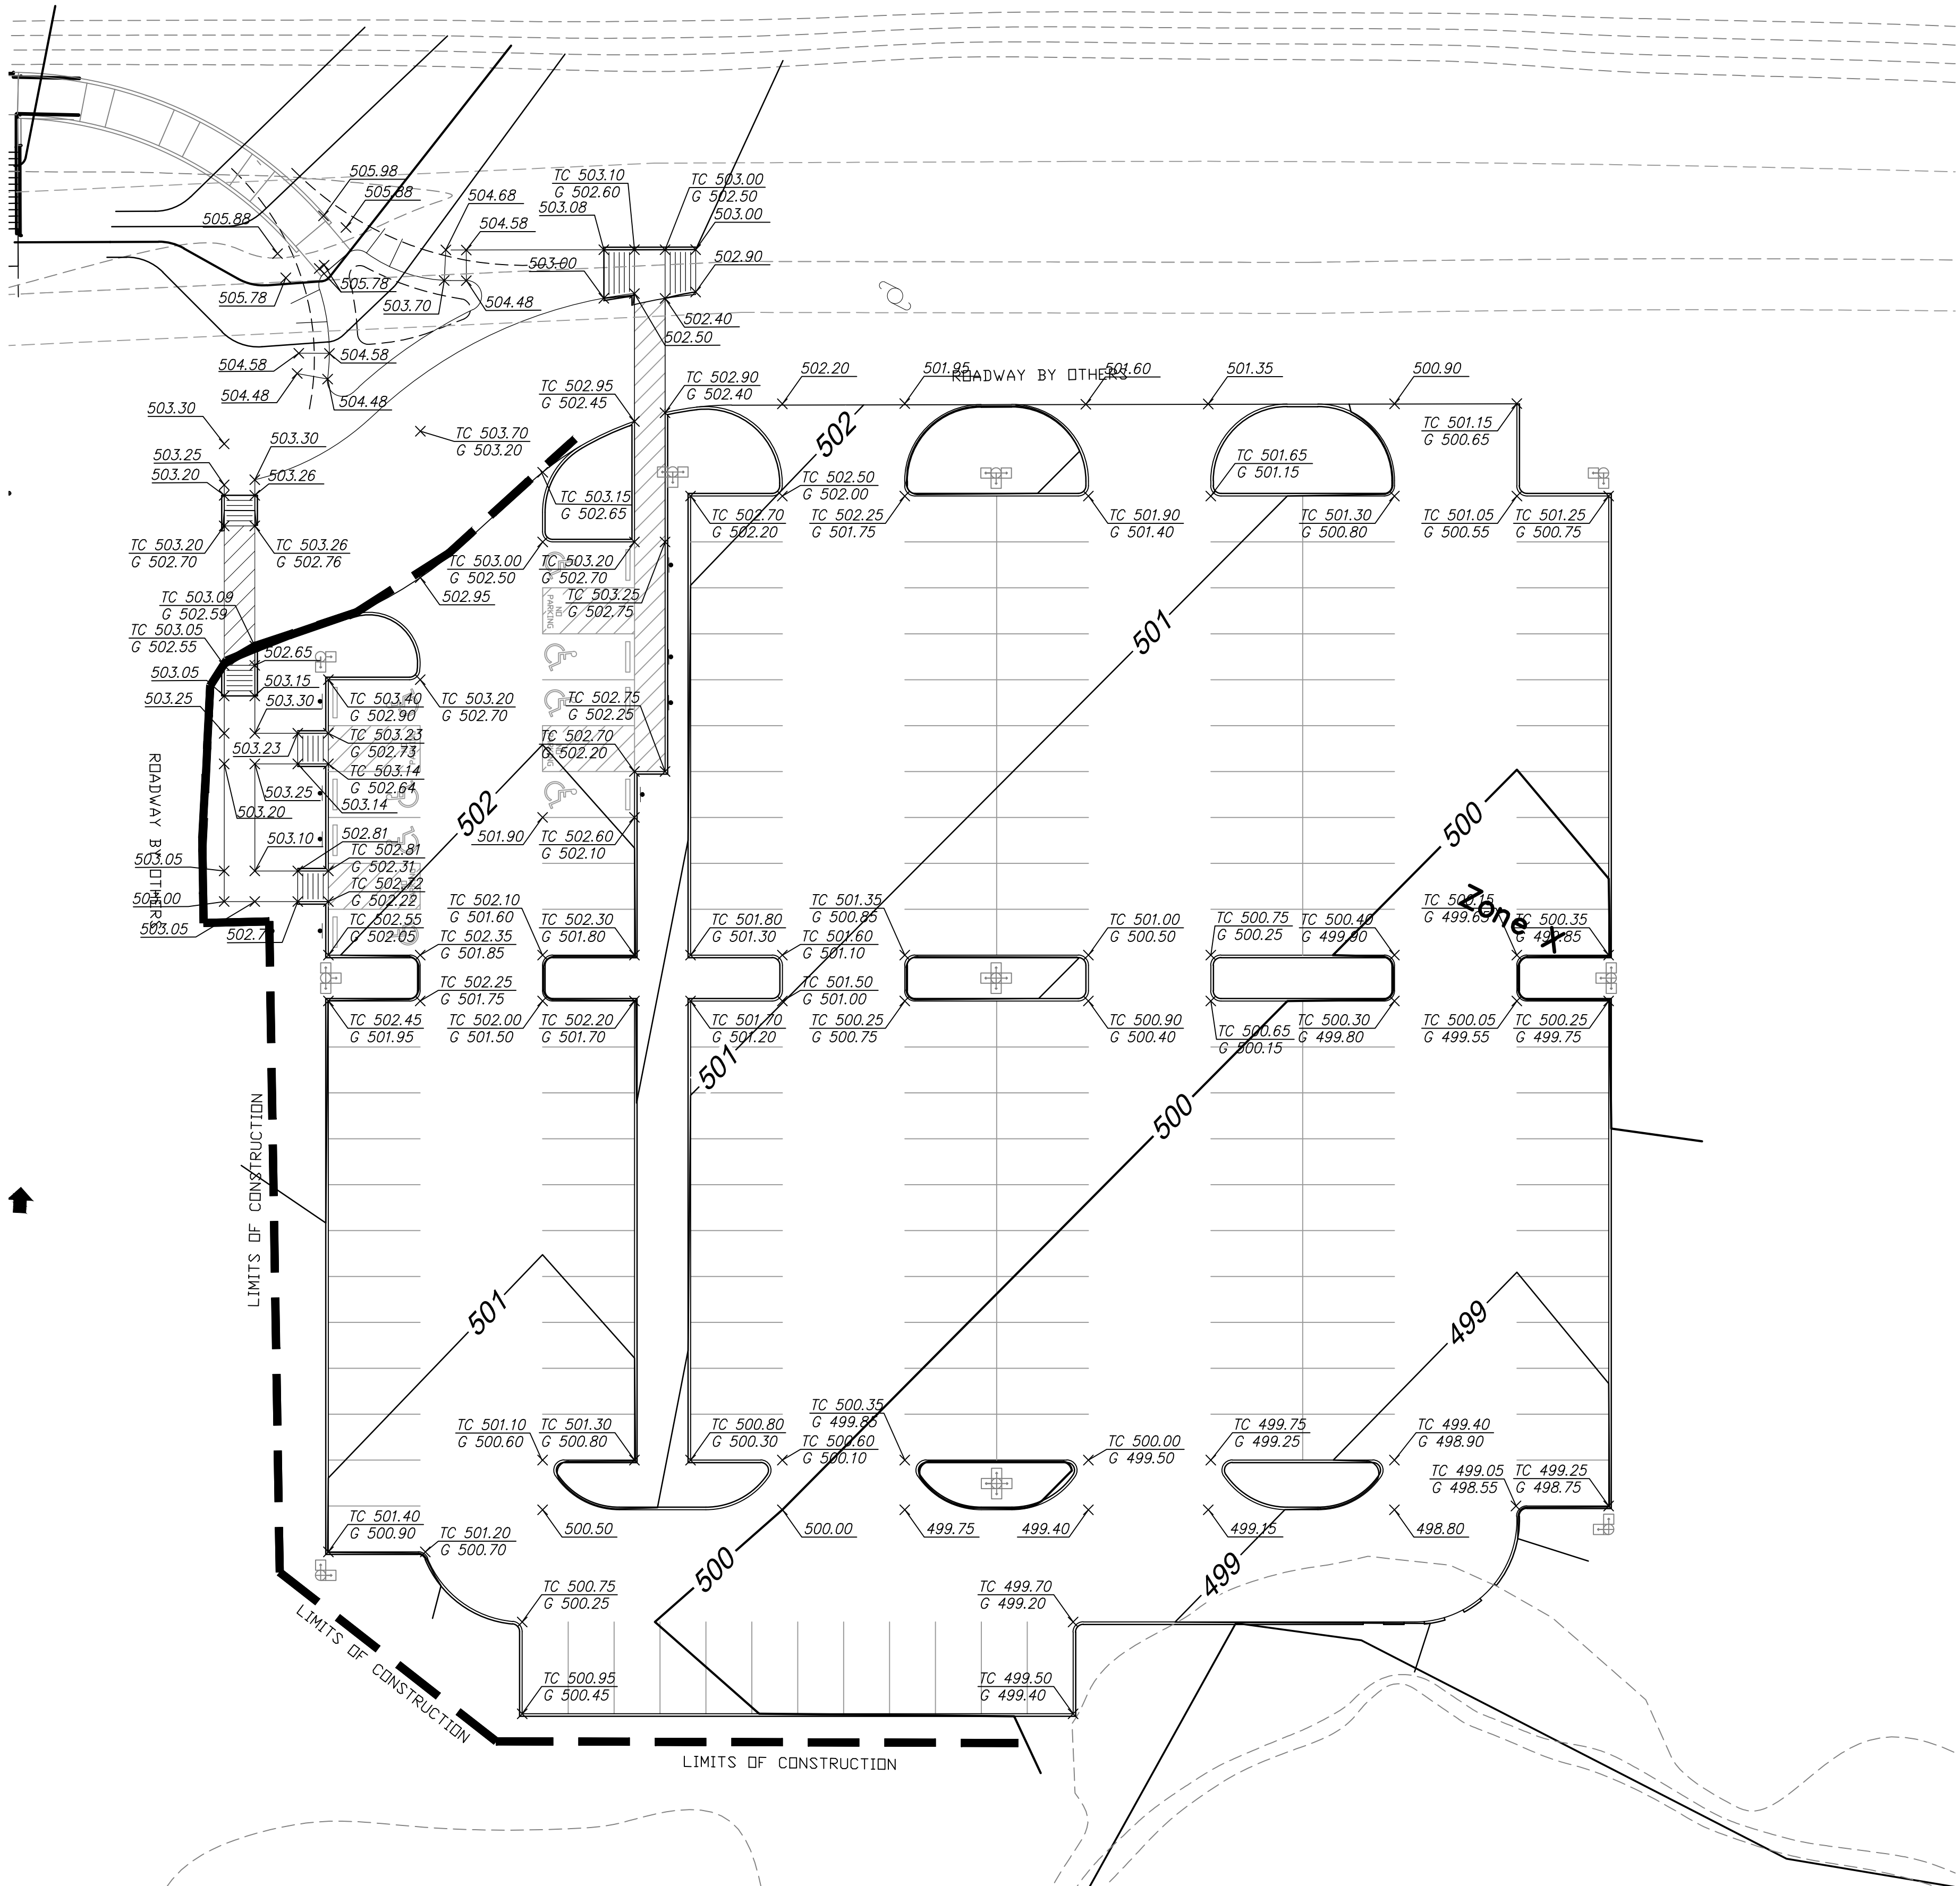 505.98
505.88
505.88
504.68
504.58
TC 503.10
G 502.60
503.08
TC 503.00
G 502.50
503.00
502.90
503.00
505.78
505.78
503.70
504.48
502.40
502.50
504.58
504.58
504.48
504.48
TC 502.95
G 502.45
TC 502.90
G 502.40
502.20
501.95
ROADWAY BY OTHERS
501.60
501.35
500.90
503.30
503.30
TC 503.70
G 503.20
TC 501.15
G 500.65
502
503.25
503.20
503.26
TC 503.15
G 502.65
TC 502.50
G 502.00
TC 501.65
G 501.15
TC 502.70
G 502.20
TC 502.25
G 501.75
TC 501.90
G 501.40
TC 501.30
G 500.80
TC 501.05
G 500.55
TC 501.25
G 500.75
TC 503.20
G 502.70
TC 503.26
G 502.76
TC 503.00
G 502.50
TC 503.20
G 502.70
502.95
TC 503.25
G 502.75
NO
PARKING
TC 503.09
G 502.59
TC 503.05
G 502.55
502.65
501
503.05
503.15
503.25
503.30
TC 503.40
G 502.90
TC 503.20
G 502.70
TC 502.75
G 502.25
503.23
TC 503.23
G 502.73
TC 502.70
G 502.20
TC 503.14
G 502.64
503.25
503.14
503.20
502
500
ROADWAY BY OTHERS
503.10
502.81
TC 502.81
G 502.31
501.90
TC 502.60
G 502.10
503.05
TC 502.72
G 502.22
503.00
503.05
TC 502.55
G 502.05
TC 502.10
G 501.60
TC 502.30
G 501.80
TC 502.35
G 501.85
TC 501.80
G 501.30
TC 501.35
G 500.85
TC 501.60
G 501.10
TC 501.00
G 500.50
TC 500.75
G 500.25
TC 500.40
G 499.90
TC 500.15
G 499.65
TC 500.35
G 499.85
Zone X
TC 502.25
G 501.75
TC 501.50
G 501.00
TC 502.45
G 501.95
TC 502.00
G 501.50
TC 502.20
G 501.70
TC 501.70
G 501.20
TC 500.25
G 500.75
TC 500.90
G 500.40
TC 500.65
G 500.15
TC 500.30
G 499.80
TC 500.05
G 499.55
TC 500.25
G 499.75
501
500
LIMITS OF CONSTRUCTION
501
499
TC 501.10
G 500.60
TC 501.30
G 500.80
TC 500.80
G 500.30
TC 500.35
G 499.85
TC 500.60
G 500.10
TC 500.00
G 499.50
TC 499.75
G 499.25
TC 499.40
G 498.90
TC 499.05
G 498.55
TC 499.25
G 498.75
TC 501.40
G 500.90
TC 501.20
G 500.70
500.50
500.00
499.75
499.40
499.15
498.80
500
499
TC 500.75
G 500.25
TC 499.70
G 499.20
LIMITS OF CONSTRUCTION
TC 500.95
G 500.45
TC 499.50
G 499.40
LIMITS OF CONSTRUCTION